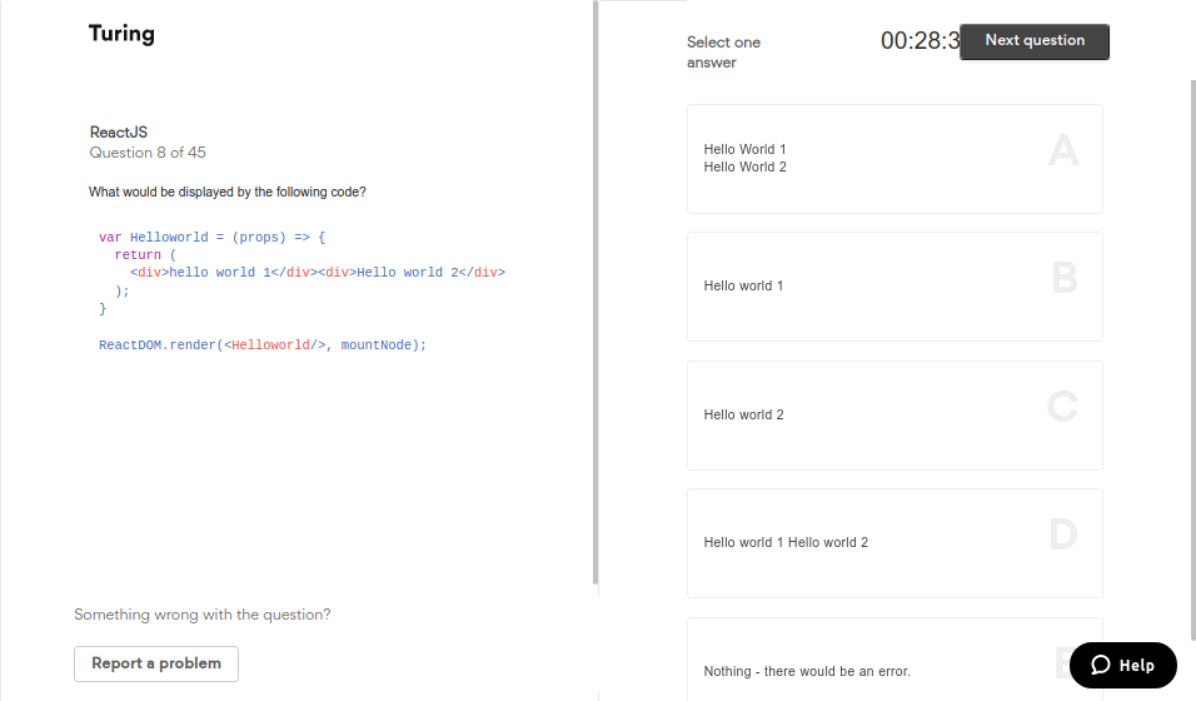 Turing
ReactJS
Question 8 of 45
What would be displayed by the following code?
var Helloworld = (props) => {
return (
<div>hello world 1</div><div>Hello world 2</div>
);
}
ReactDOM.render(<Helloworld/>, mountNode);
Something wrong with the question?
Report a problem
Select one
answer
00:28:3
Next question
A
Hello World 1
Hello World 2
B
Hello world 1
C
Hello world 2
D
Hello world 1 Hello world 2
E
Nothing - there would be an error.
Help